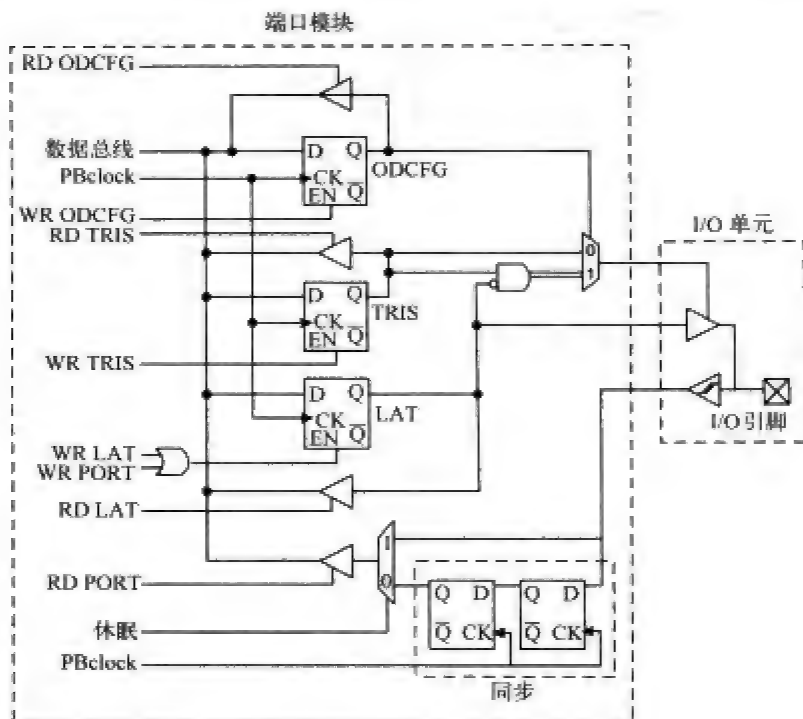 端口模块
RD ODCFG
数据总线
D Q
ODCFG
PBclock
CK
EN Q̅
WR ODCFG
RD TRIS
I/O 单元
0
1
D Q
TRIS
CK Q̅
EN
WR TRIS
D Q
LAT
CK
EN Q̅
I/O 引脚
WR LAT
WR PORT
RD LAT
1
0
RD PORT
Q D Q D
Q̅ CK Q̅ CK
休眠
PBclock
同步